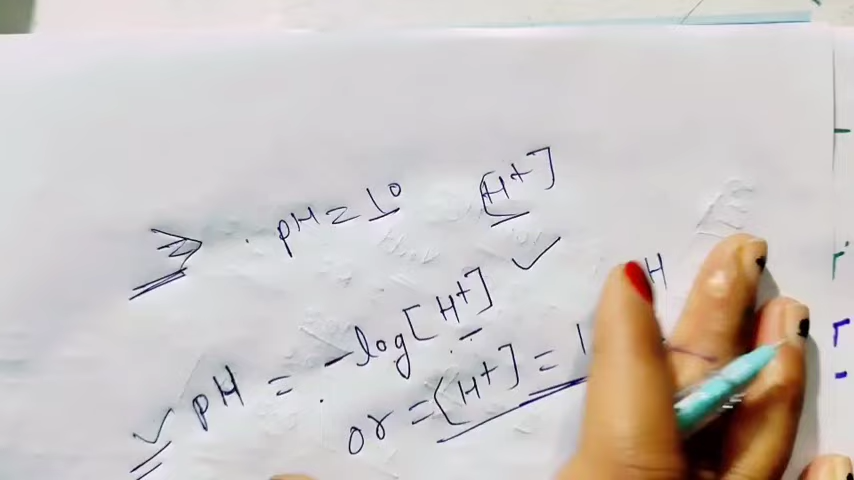 pH = 10 [H+]
pH = -log[H+]
or = [H+] = 1 H